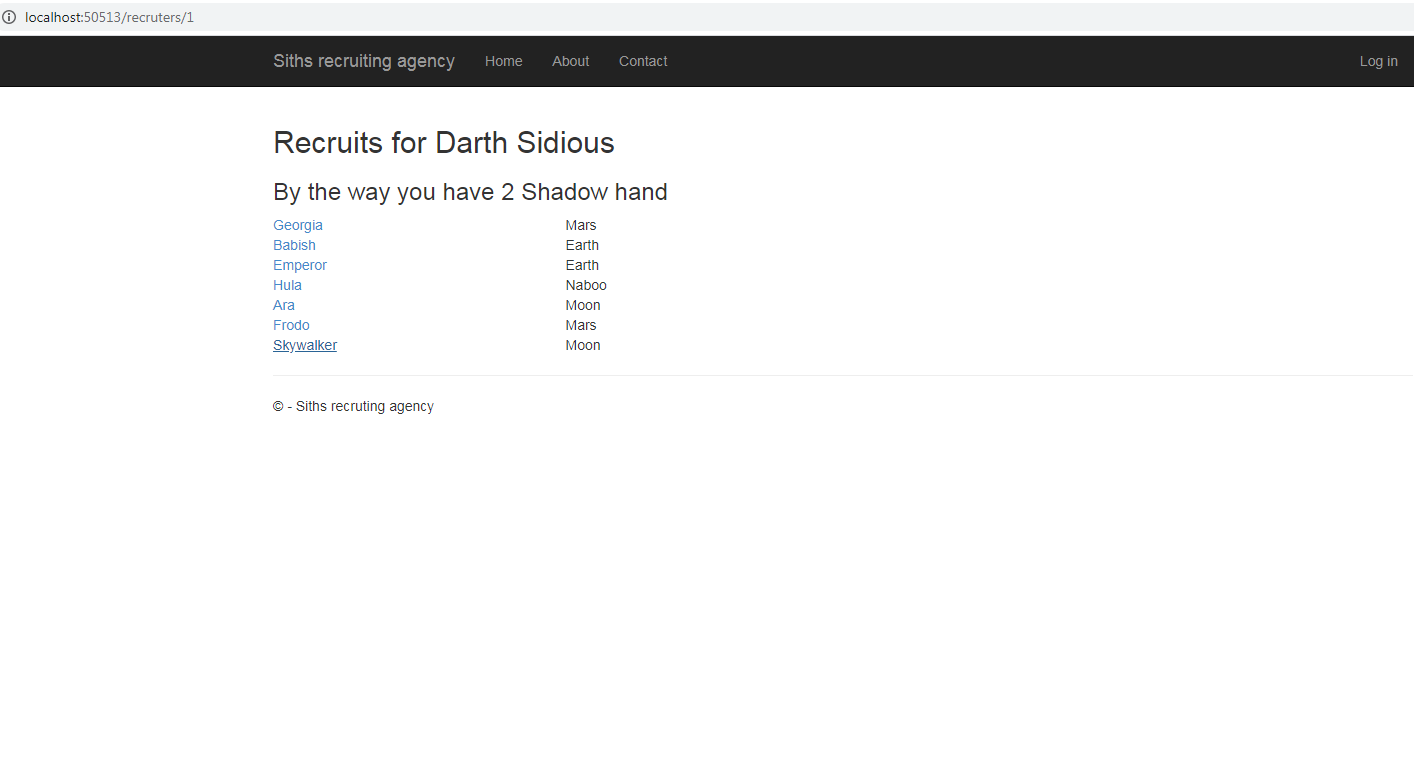 localhost:50513/recruters/1
Siths recruiting agency Home About Contact Log in
Recruits for Darth Sidious
By the way you have 2 Shadow hand
Georgia Mars
Babish Earth
Emperor Earth
Hula Naboo
Ara Moon
Frodo Mars
Skywalker Moon
© - Siths recruting agency